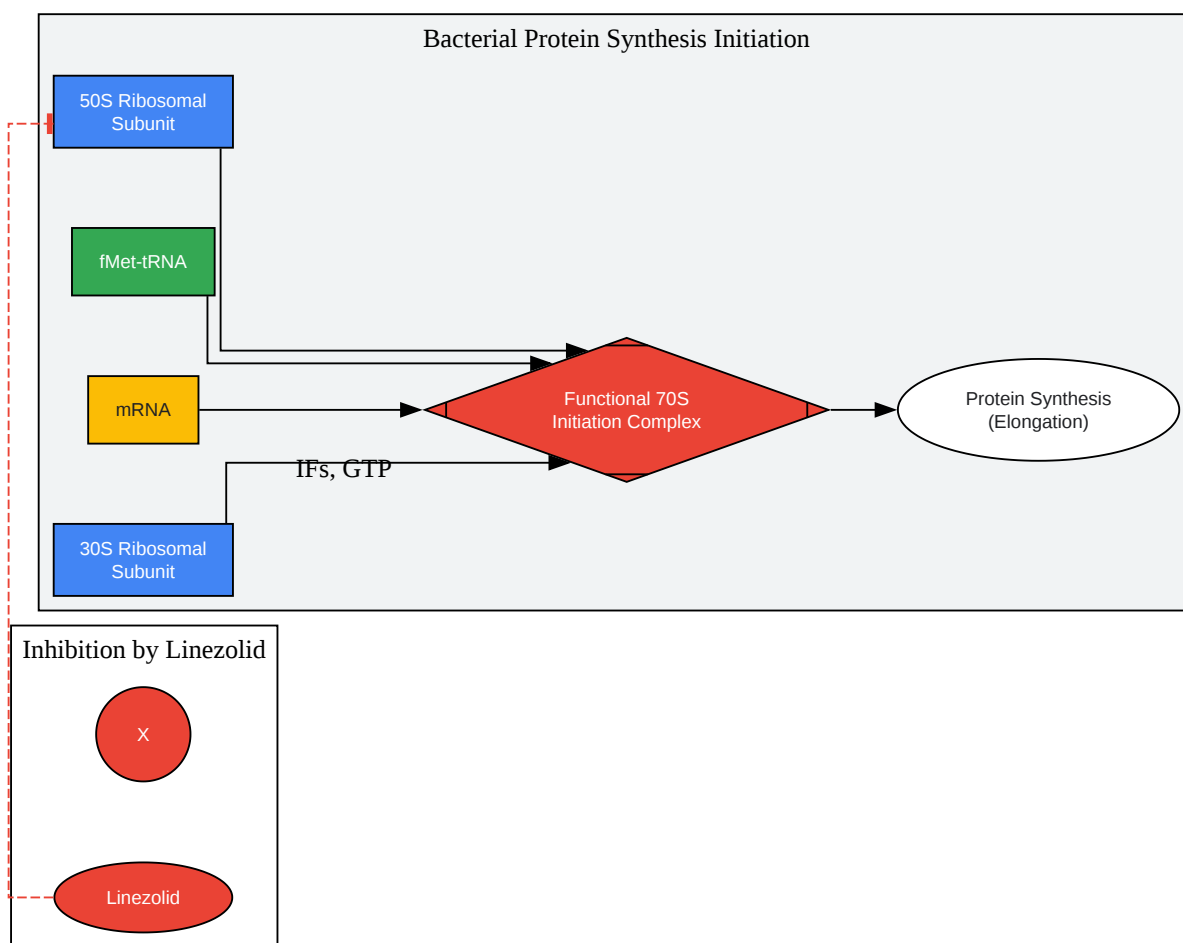 Bacterial Protein Synthesis Initiation
50S Ribosomal
Subunit
fMet-tRNA
mRNA
Functional 70S
Initiation Complex
Protein Synthesis
(Elongation)
IFs, GTP
30S Ribosomal
Subunit
Inhibition by Linezolid
X
Linezolid